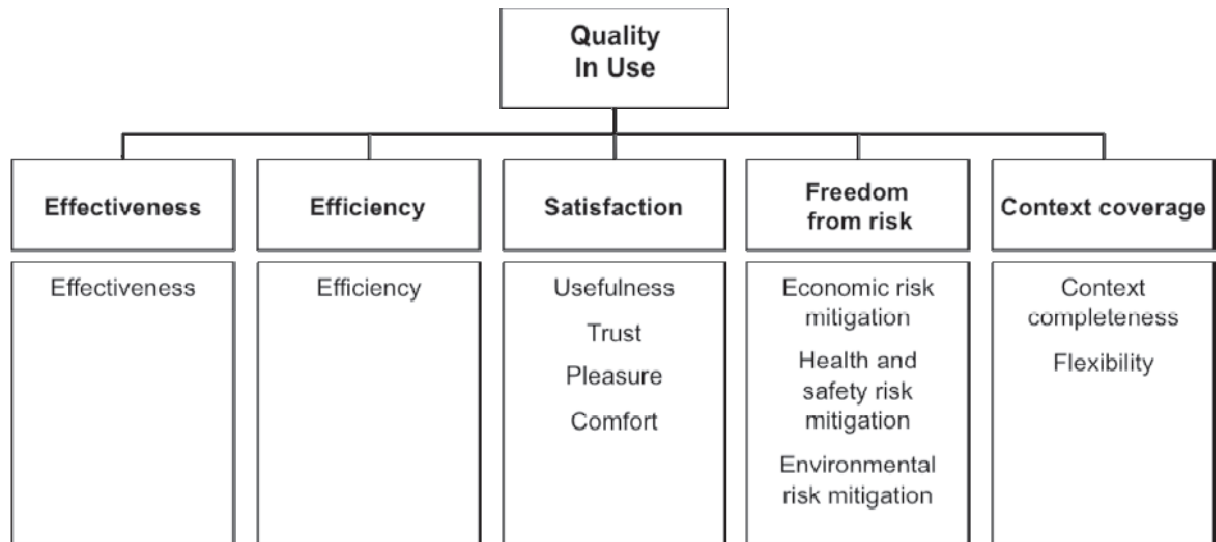 Quality
In Use
Effectiveness
Efficiency
Satisfaction
Freedom
from risk
Context coverage
Effectiveness
Efficiency
Usefulness
Trust
Pleasure
Comfort
Economic risk
mitigation
Health and
safety risk
mitigation
Environmental
risk mitigation
Context
completeness
Flexibility